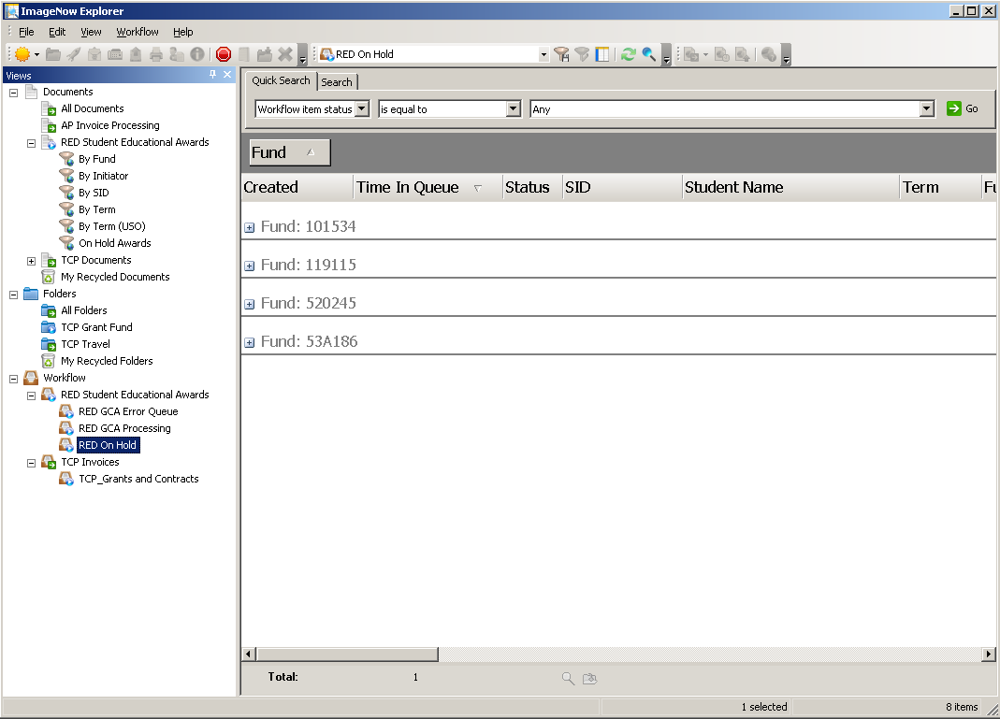 ImageNow Explorer
File Edit View Workflow Help
RED On Hold
Views
Documents
All Documents
AP Invoice Processing
RED Student Educational Awards
By Fund
By Initiator
By SID
By Term
By Term (USO)
On Hold Awards
TCP Documents
My Recycled Documents
Folders
All Folders
TCP Grant Fund
TCP Travel
My Recycled Folders
Workflow
RED Student Educational Awards
RED GCA Error Queue
RED GCA Processing
RED On Hold
TCP Invoices
TCP_Grants and Contracts
Quick Search Search
Workflow item status is equal to Any Go
Fund
Created Time In Queue Status SID Student Name Term Fu
Fund: 101534
Fund: 119115
Fund: 520245
Fund: 53A186
Total: 1
1 selected 8 items